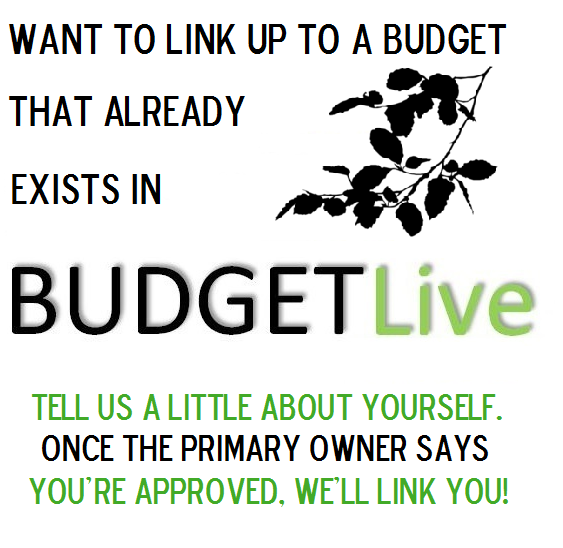 WANT TO LINK UP TO A BUDGET
THAT ALREADY
EXISTS IN
BUDGETLive
TELL US A LITTLE ABOUT YOURSELF.
ONCE THE PRIMARY OWNER SAYS
YOU'RE APPROVED, WE'LL LINK YOU!